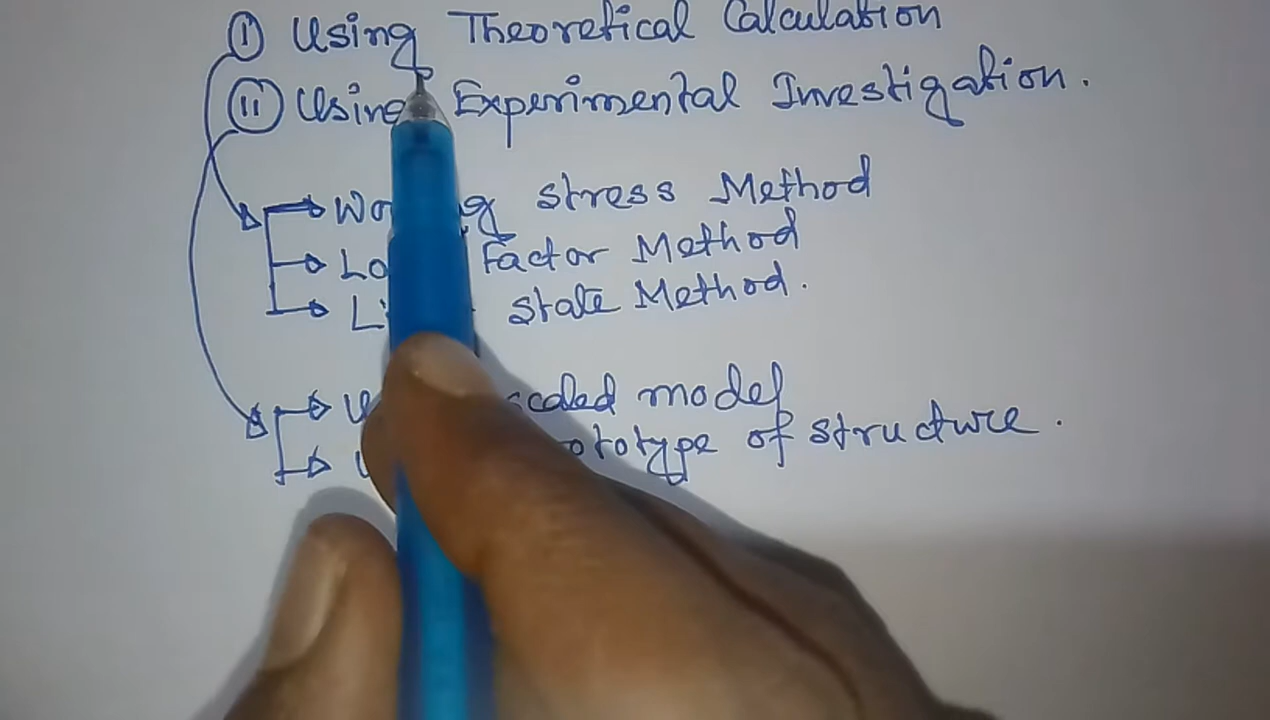 I Using Theoretical Calculation
II Using Experimental Investigation.
stress Method
Factor Method
state Method.
scaled model
of structure.